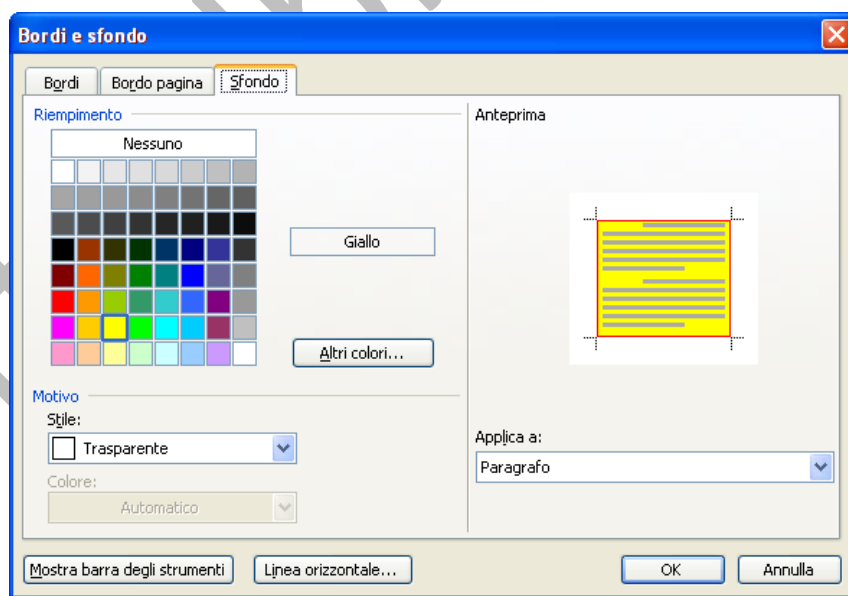 Bordi e sfondo
Bordi
Bordo pagina
Sfondo
Riempimento
Nessuno
Giallo
Altri colori...
Motivo
Stile:
Trasparente
Colore:
Automatico
Anteprima
Applica a:
Paragrafo
Mostra barra degli strumenti
Linea orizzontale...
OK
Annulla